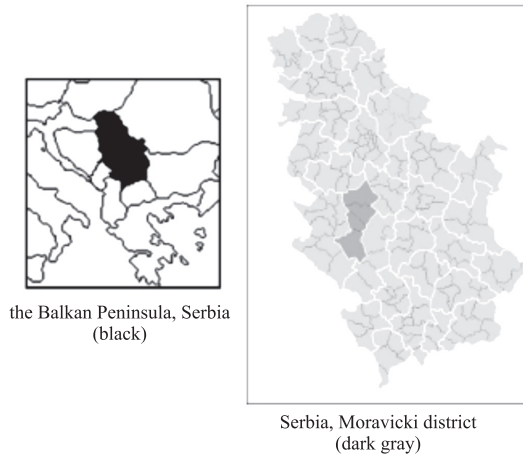 the Balkan Peninsula, Serbia
(black)
Serbia, Moravicki district
(dark gray)